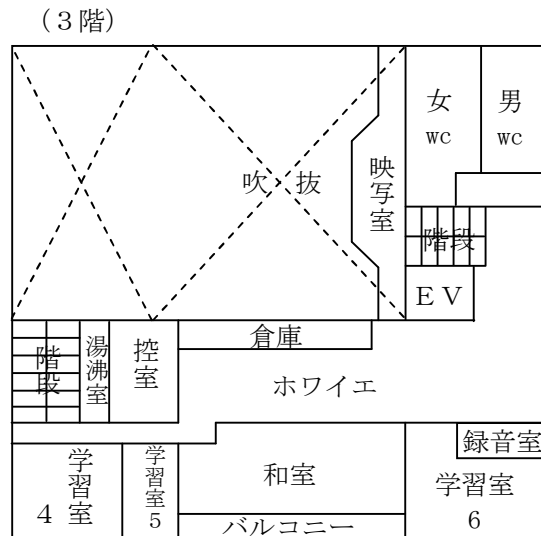 (３階)
女
wc
男
wc
吹 抜
映写室
階段
ＥＶ
階段
湯沸室
控室
倉庫
ホワイエ
学習室
４
学習室
5
和室
バルコニー
録音室
学習室
6